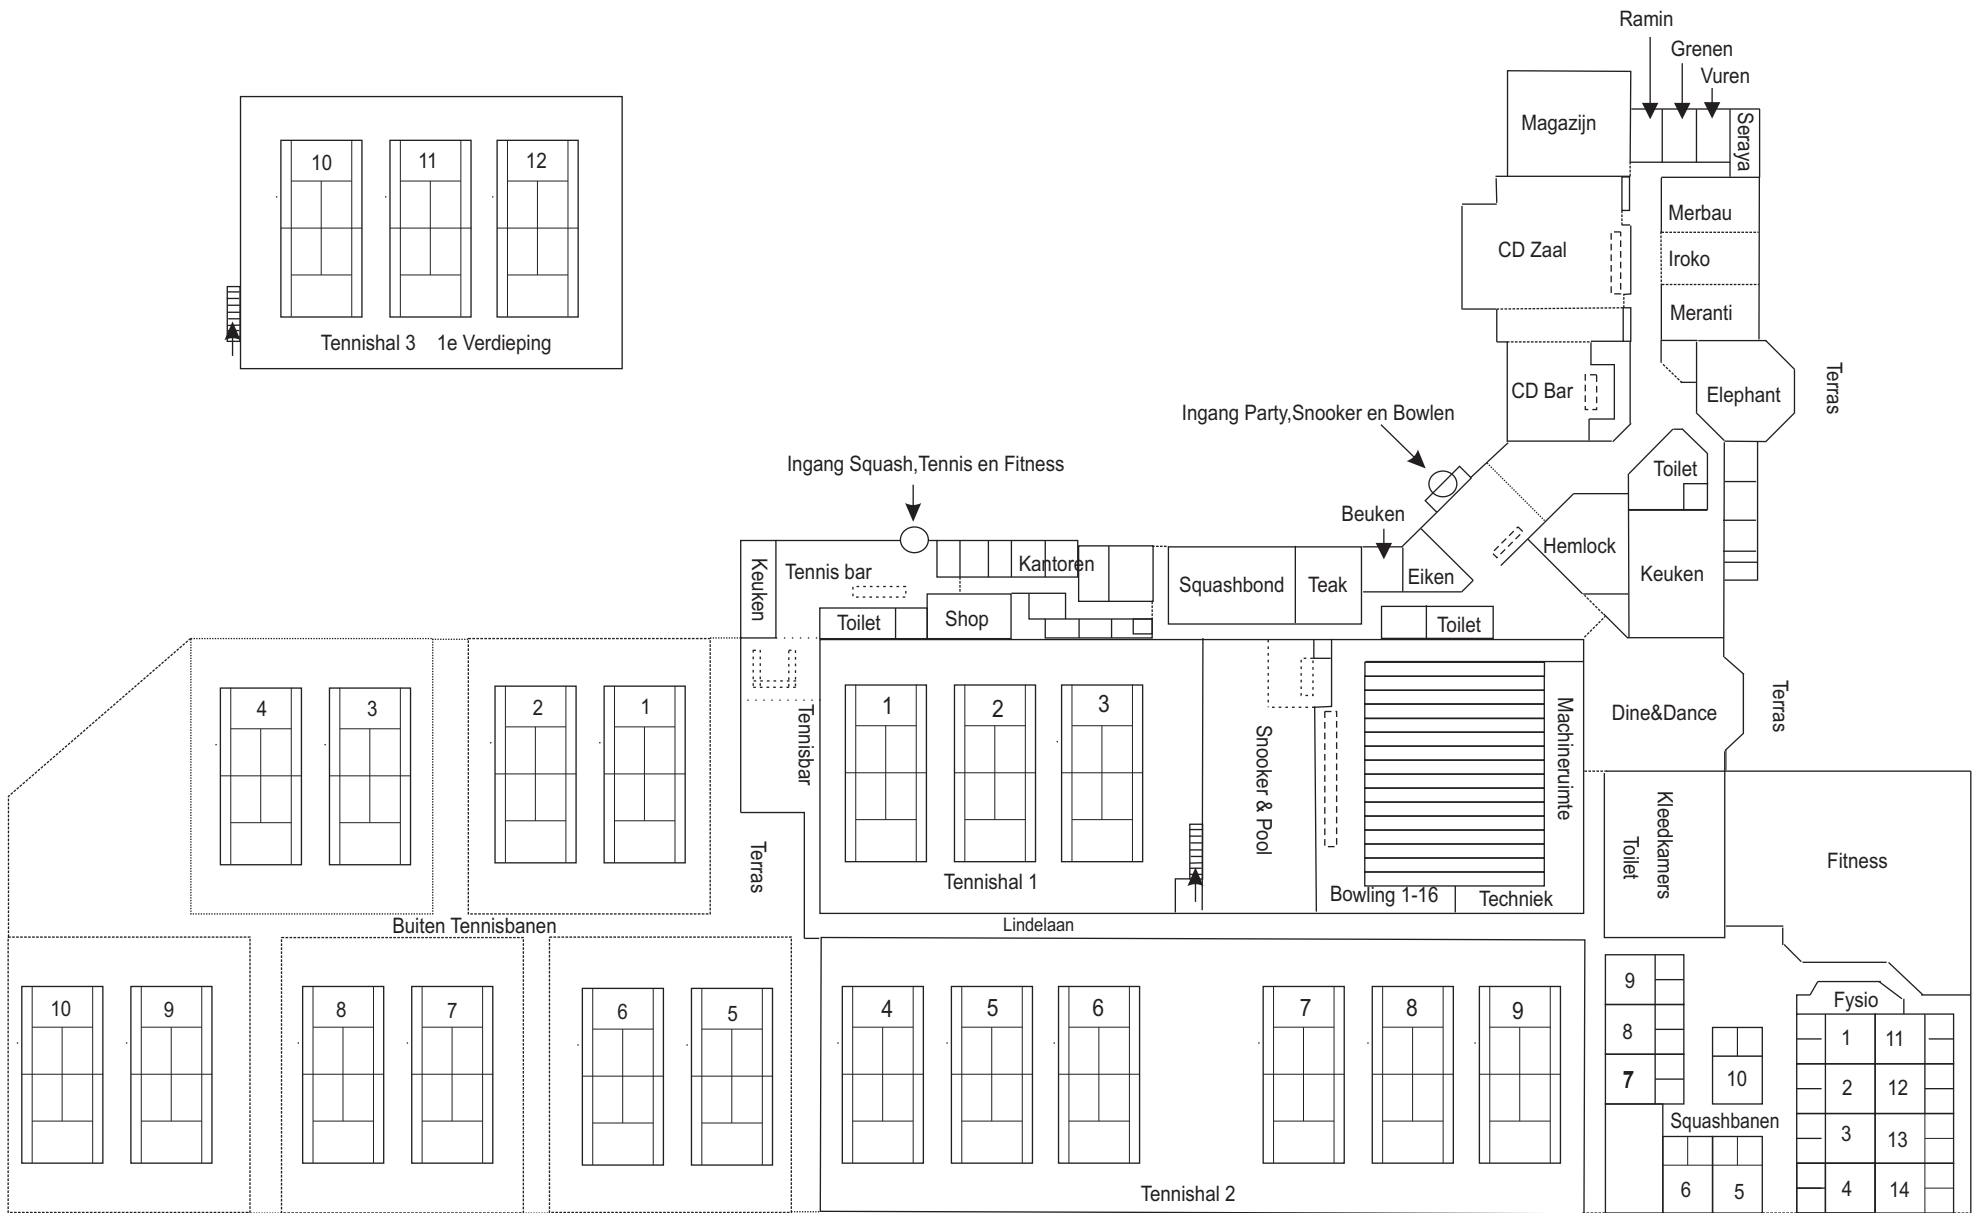 Ramin
Grenen
Vuren
Magazijn
Seraya
10
11
12
Tennishal 3 1e Verdieping
Merbau
CD Zaal
Iroko
Meranti
CD Bar
Elephant
Terras
Ingang Party,Snooker en Bowlen
Ingang Squash,Tennis en Fitness
Toilet
Beuken
Hemlock
Keuken
Keuken
Tennis bar
Kantoren
Squashbond
Teak
Eiken
Toilet
Shop
Toilet
4
3
2
1
Tennisbar
1
2
3
Snooker & Pool
Machineruimte
Dine&Dance
Terras
Terras
Tennishal 1
Bowling 1-16
Techniek
Kleedkamers
Toilet
Fitness
Buiten Tennisbanen
Lindelaan
10
9
8
7
6
5
4
5
6
7
8
9
Tennishal 2
9
8
7
10
Squashbanen
6
5
Fysio
1
11
2
12
3
13
4
14